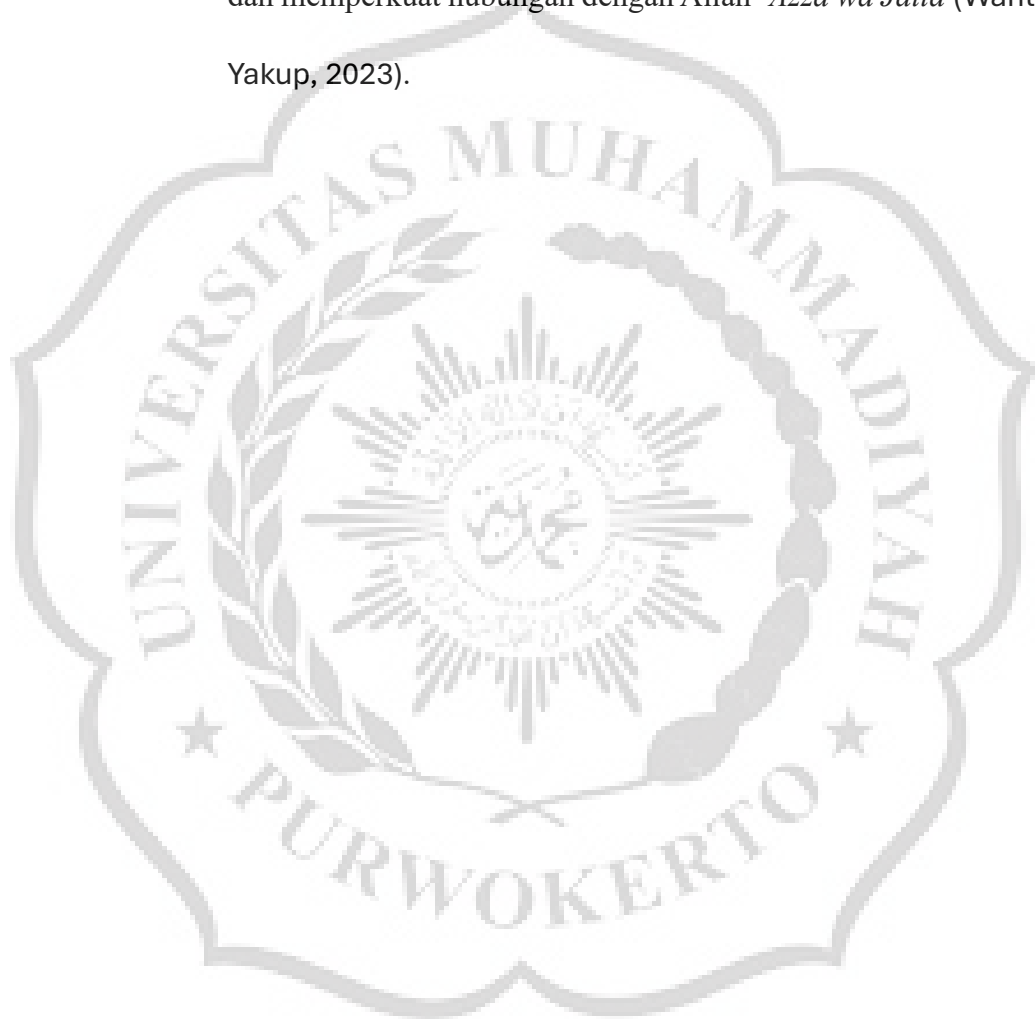 dan memperkuat hubungan dengan Allah 'Azza wa Jalla
Yakup, 2023).
UNIVERSITAS MUHAMMADIYAH
PURWOKERTO